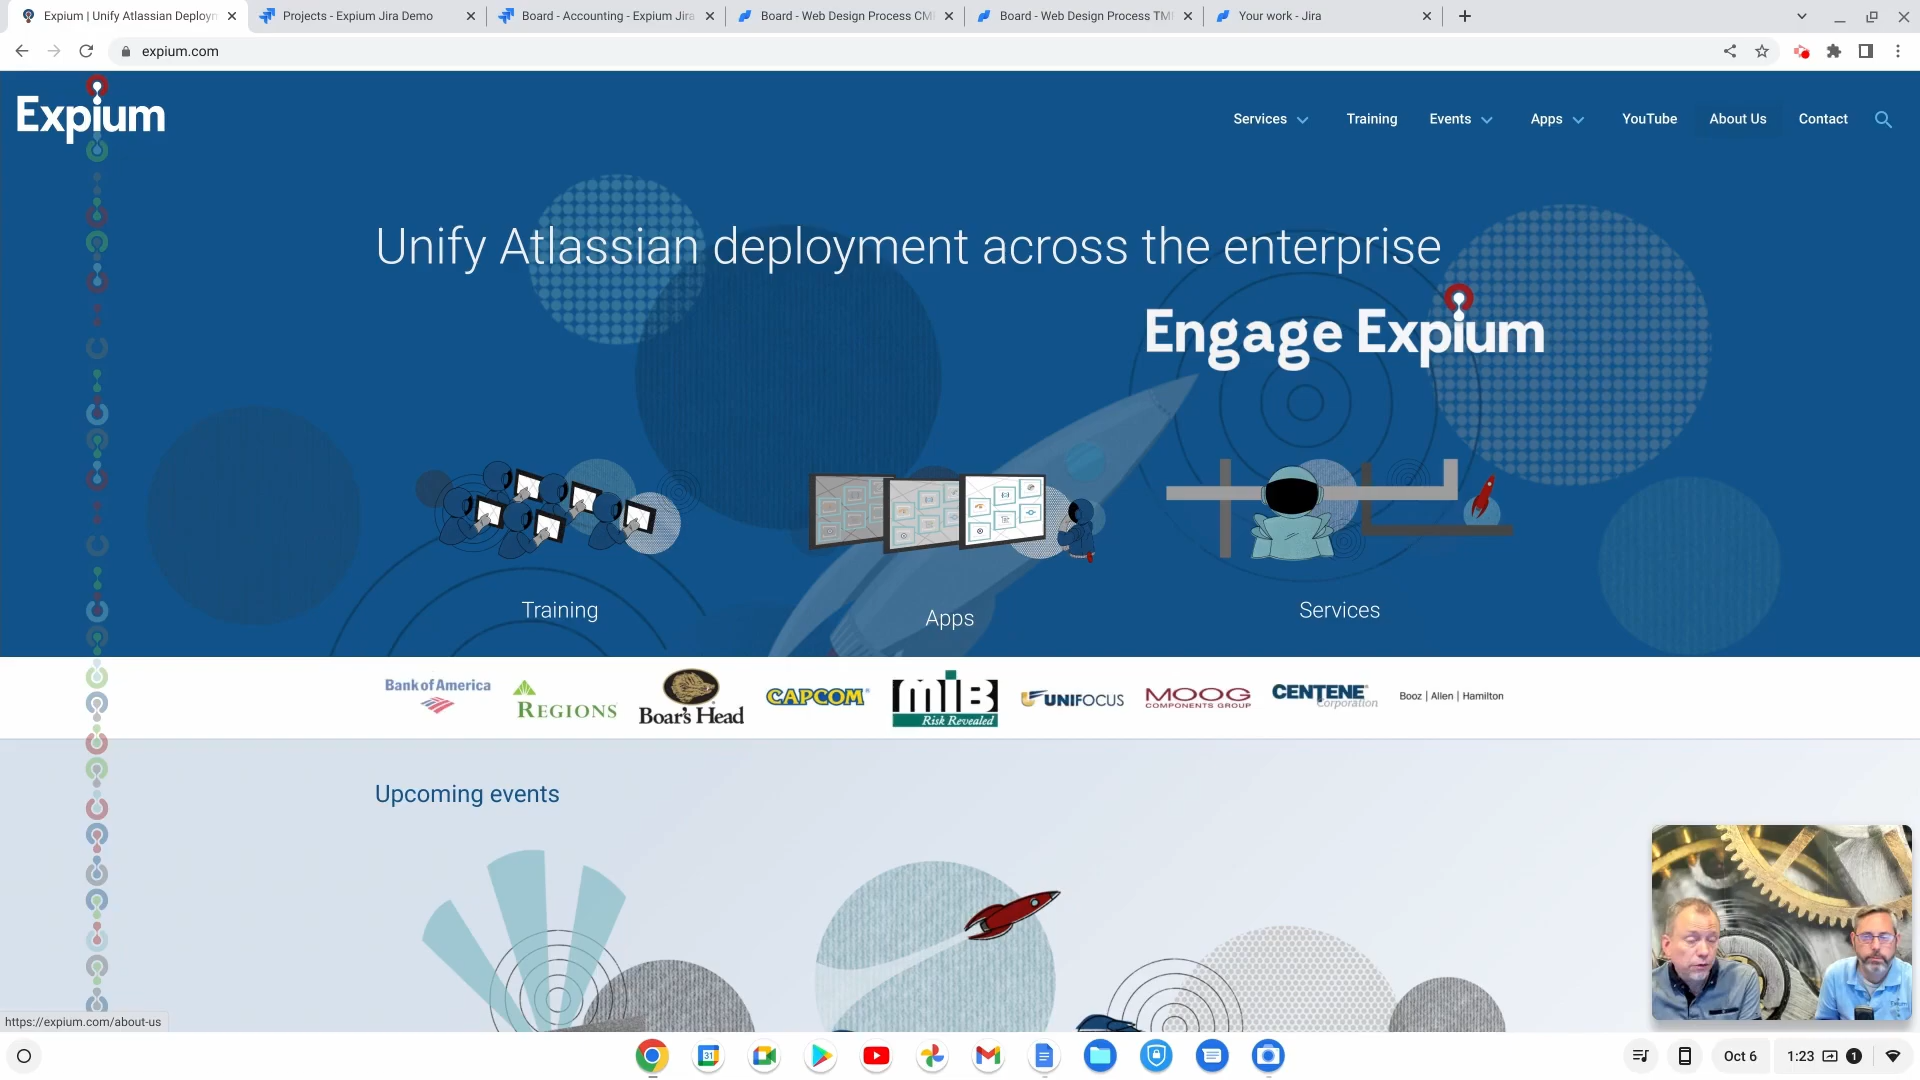 Expium | Unify Atlassian Deploym
Projects - Expium Jira Demo
Board - Accounting - Expium Jira
Board - Web Design Process CM
Board - Web Design Process TM
Your work - Jira
expium.com
Expium
Services
Training
Events
Apps
YouTube
About Us
Contact
Unify Atlassian deployment across the enterprise
Engage Expium
Training
Apps
Services
Bank of America
REGIONS
Boar's Head
CAPCOM
MIB
Risk Revealed
UNIFOCUS
MOOG
COMPONENTS GROUP
CENTENE
Corporation
Booz | Allen | Hamilton
Upcoming events
https://expium.com/about-us
31
Oct 6
1:23
1